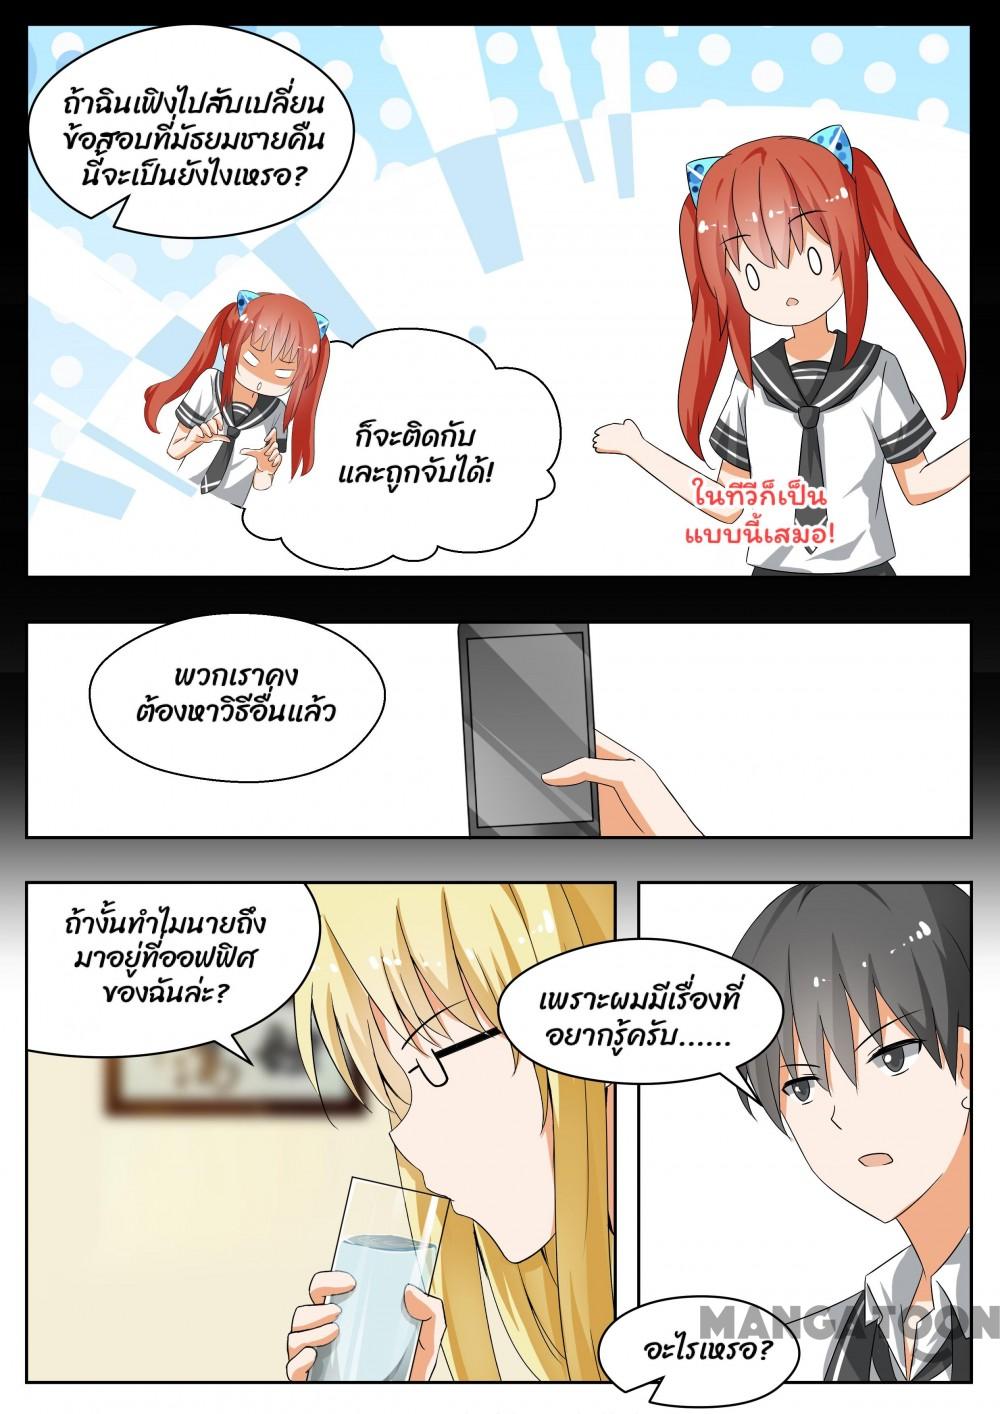 ถ้าฉินเฟิงไปสับเปลี่ยน
ข้อสอบที่มัธยมชายคืน
นี้จะเป็นยังไงเหรอ?
ก็จะติดกับ
และถูกจับได้!
ในทีวีก็เป็น
แบบนี้เสมอ!
พวกเราคง
ต้องหาวิธีอื่นแล้ว
ถ้างั้นทำไมนายถึง
มาอยู่ที่ออฟฟิศ
ของฉันล่ะ?
เพราะผมมีเรื่องที่
อยากรู้ครับ......
อะไรเหรอ?
MANGATOON